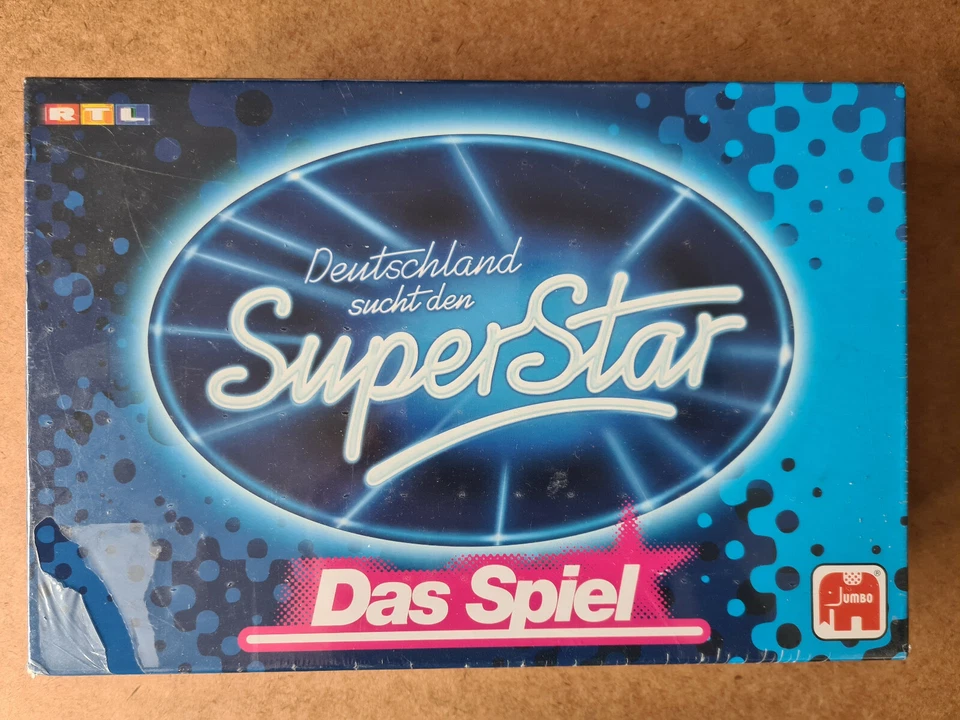 RTL
Deutschland
sucht den
SuperStar
Das Spiel
JUMBO
®